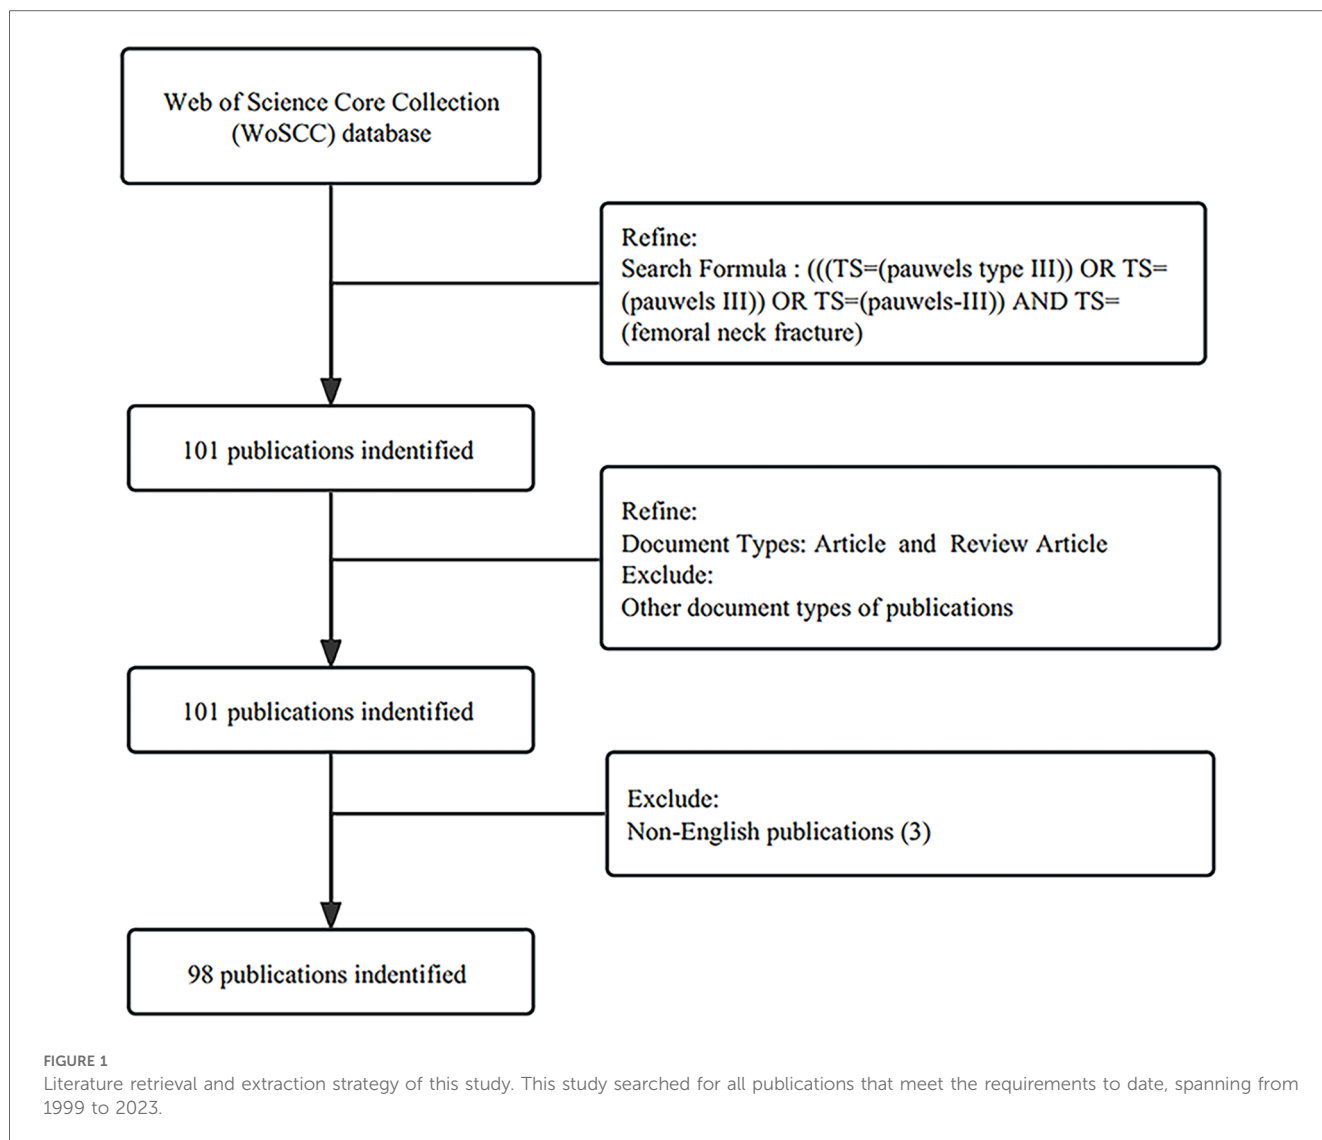 Web of Science Core Collection
(WoSCC) database
Refine:
Search Formula : (((TS=(pauwels type III)) OR TS=
(pauwels III)) OR TS=(pauwels-III)) AND TS=
(femoral neck fracture)
101 publications indentified
Refine:
Document Types: Article and Review Article
Exclude:
Other document types of publications
101 publications indentified
Exclude:
Non-English publications (3)
98 publications indentified
FIGURE 1
Literature retrieval and extraction strategy of this study. This study searched for all publications that meet the requirements to date, spanning from
1999 to 2023.